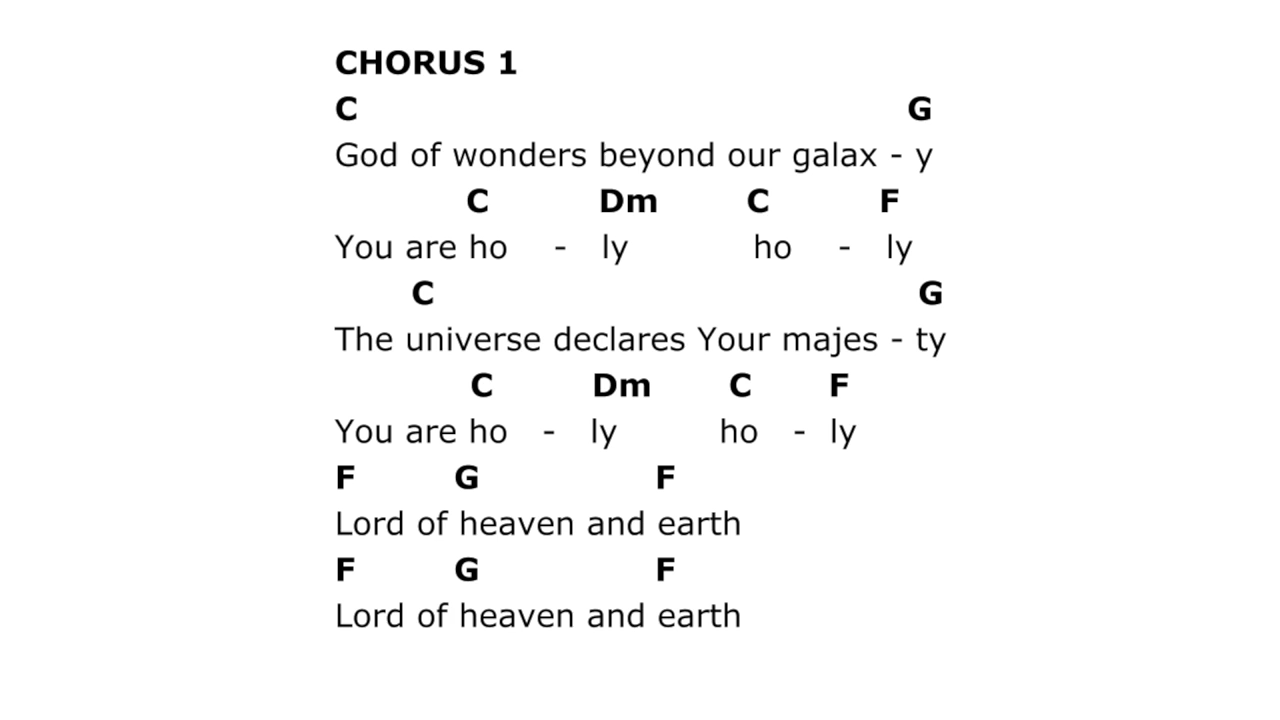 CHORUS 1
C G
God of wonders beyond our galax - y
C Dm C F
You are ho - ly ho - ly
C G
The universe declares Your majes - ty
C Dm C F
You are ho - ly ho - ly
F G F
Lord of heaven and earth
F G F
Lord of heaven and earth